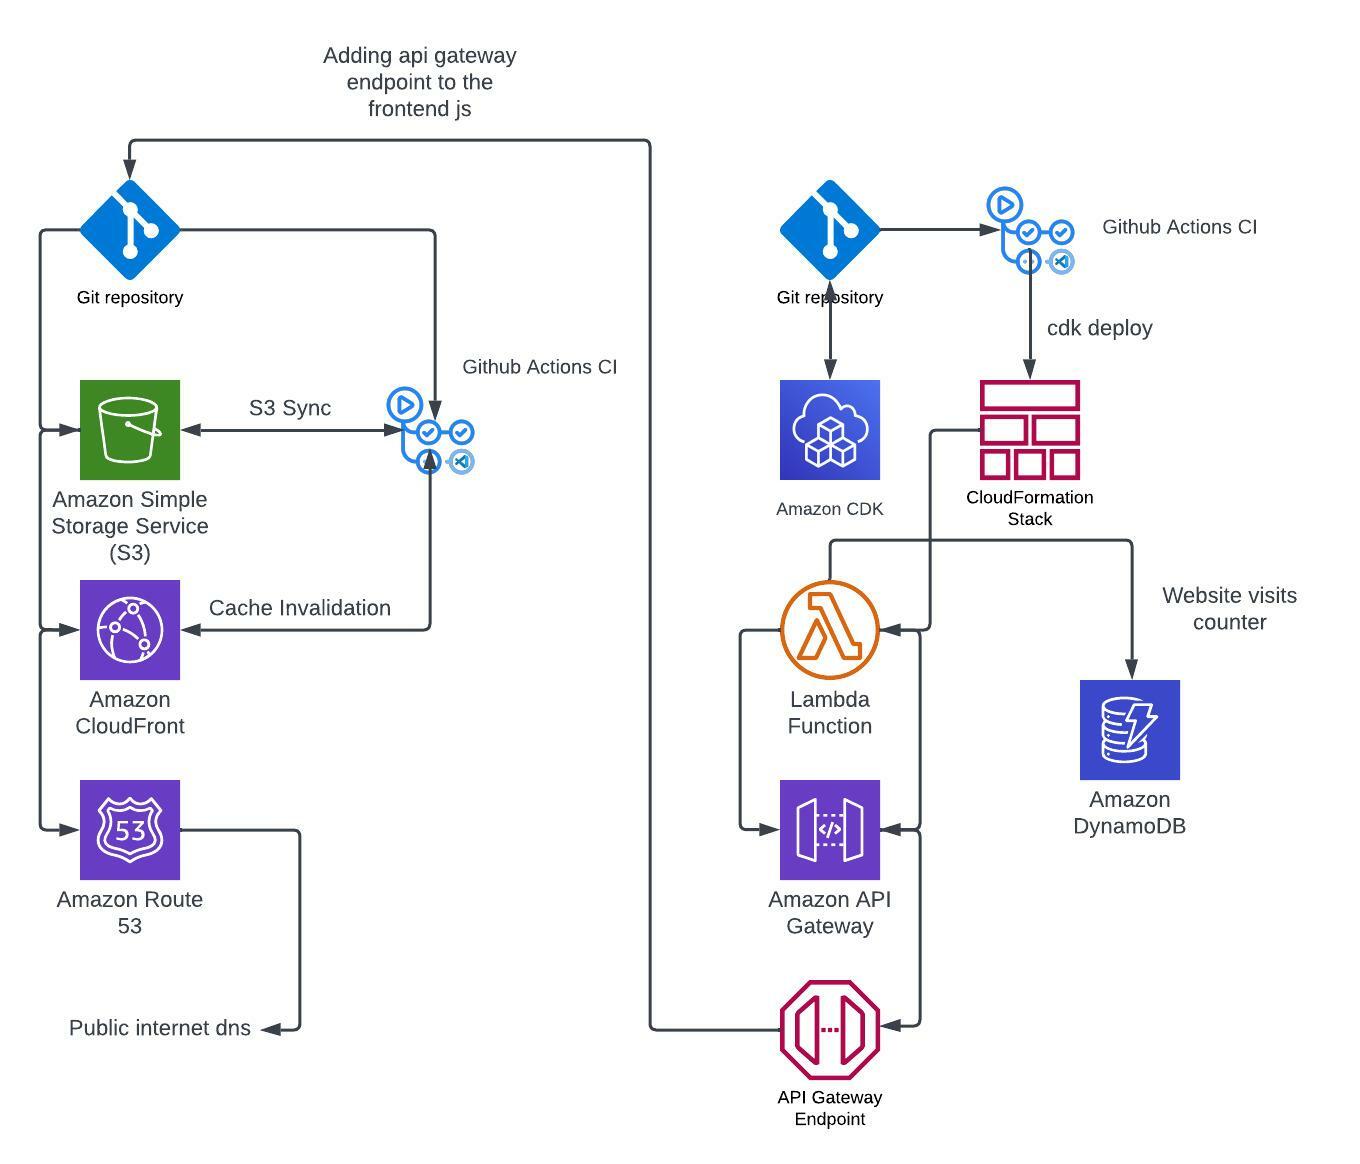 Adding api gateway
endpoint to the
frontend js
Git repository
Github Actions CI
S3 Sync
Amazon Simple
Storage Service
(S3)
Cache Invalidation
Amazon
CloudFront
53
Amazon Route
53
Public internet dns
Git repository
Github Actions CI
cdk deploy
Amazon CDK
CloudFormation
Stack
Website visits
counter
Lambda
Function
Amazon
DynamoDB
</>
Amazon API
Gateway
API Gateway
Endpoint